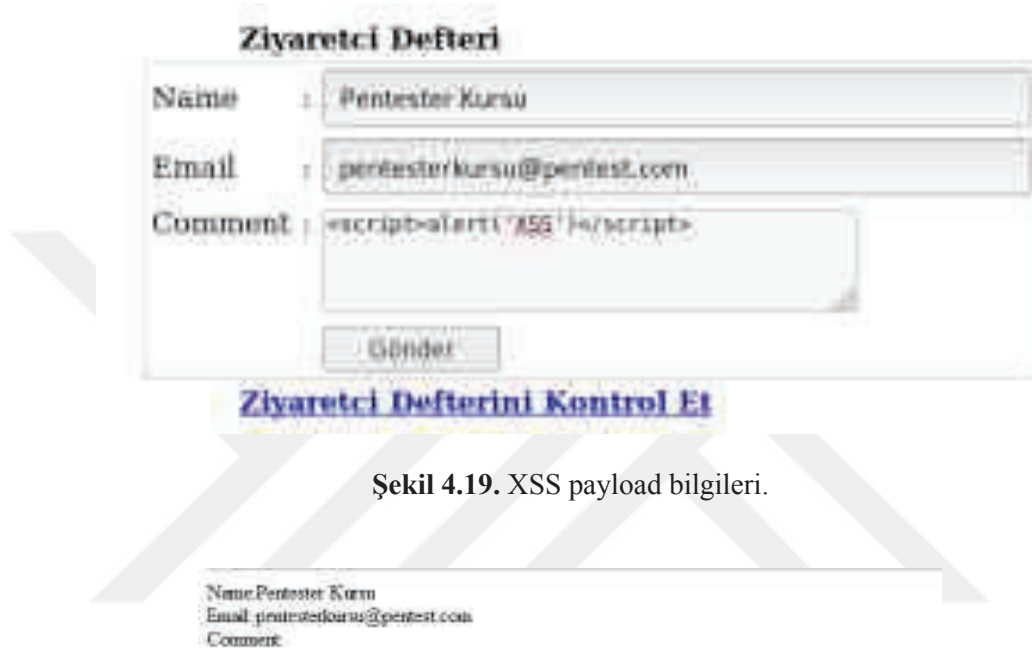 Ziyaretci Defteri
Name : Pentester Kursu
Email : pentesterkursu@pentest.com
Comment : <script>alert('XSS')</script>
Gönder
Ziyaretci Defterini Kontrol Et
Şekil 4.19. XSS payload bilgileri.
Name:Pentester Kursu
Email: pentesterkursu@pentest.com
Comment: